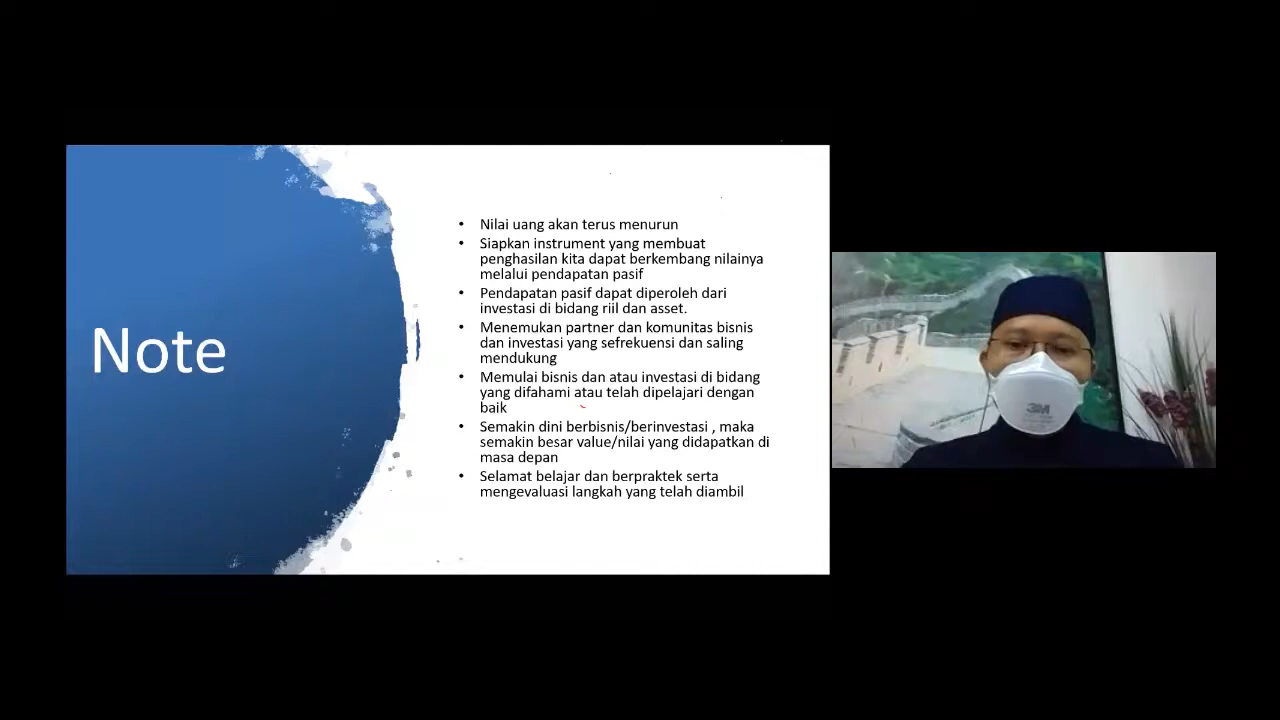 Note
• Nilai uang akan terus menurun
• Siapkan instrument yang membuat
penghasilan kita dapat berkembang nilainya
melalui pendapatan pasif
• Pendapatan pasif dapat diperoleh dari
investasi di bidang riil dan asset.
• Menemukan partner dan komunitas bisnis
dan investasi yang sefrekuensi dan saling
mendukung
• Memulai bisnis dan atau investasi di bidang
yang difahami atau telah dipelajari dengan
baik
• Semakin dini berbisnis/berinvestasi , maka
semakin besar value/nilai yang didapatkan di
masa depan
• Selamat belajar dan berpraktek serta
mengevaluasi langkah yang telah diambil
3M